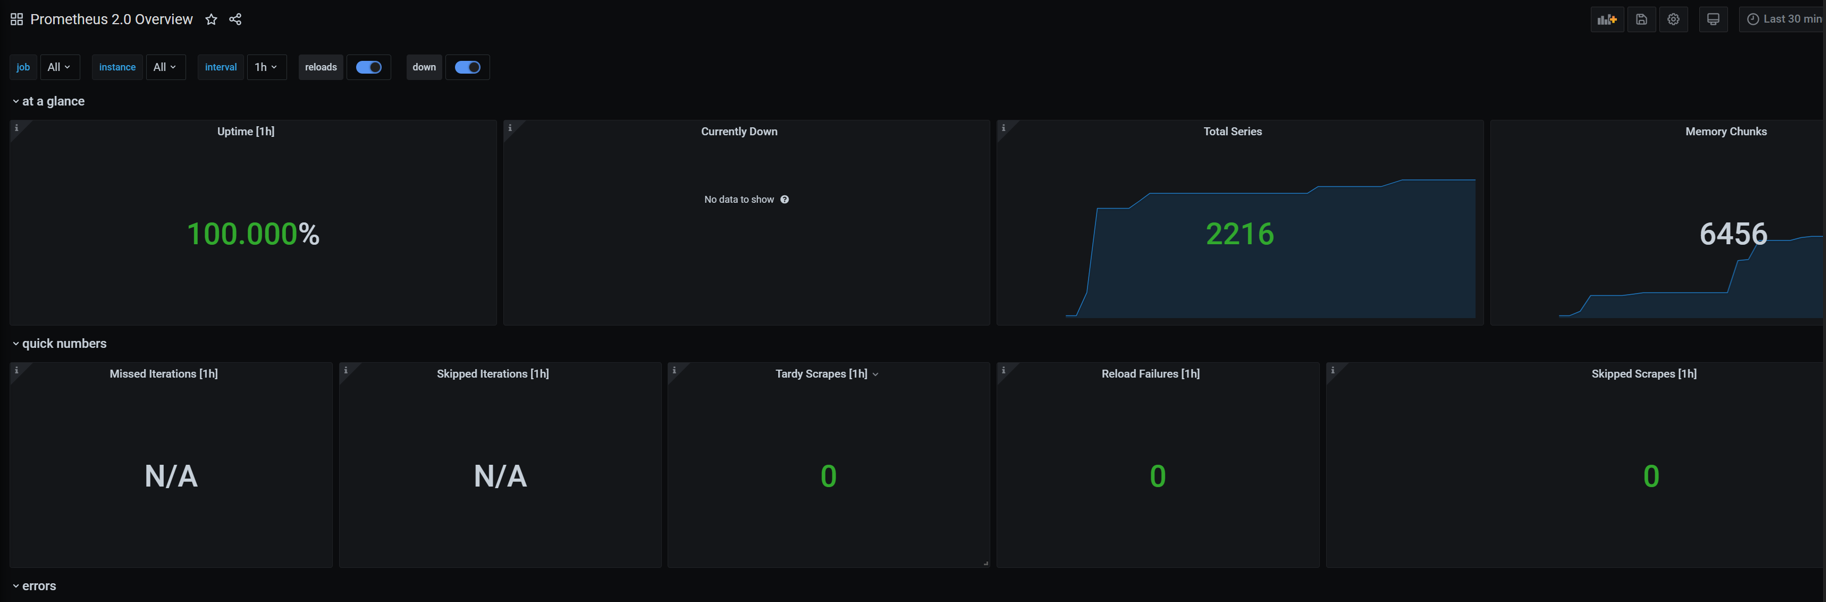 Prometheus 2.0 Overview
Last 30 min
job All instance All interval 1h reloads down
at a glance
Uptime [1h]
100.000%
Currently Down
No data to show
Total Series
2216
Memory Chunks
6456
quick numbers
Missed Iterations [1h]
N/A
Skipped Iterations [1h]
N/A
Tardy Scrapes [1h]
0
Reload Failures [1h]
0
Skipped Scrapes [1h]
0
errors